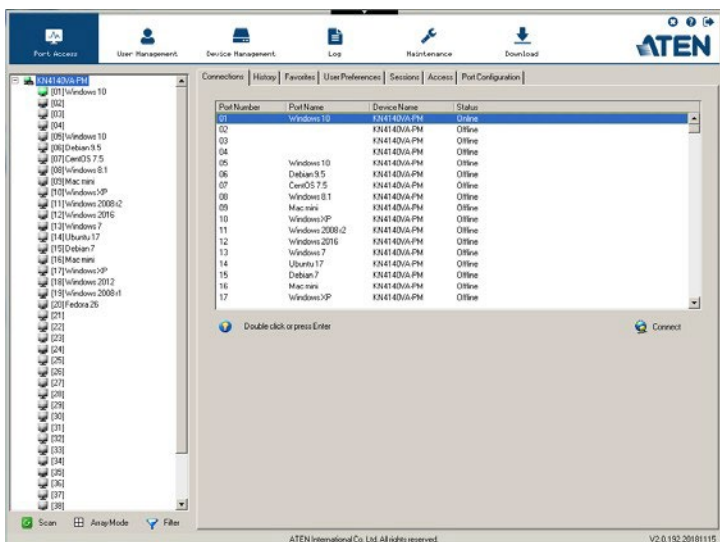 ATEN
Port Access
User Management
Device Management
Log
Maintenance
Download
KN4140VA-PM
[01]Windows 10
[02]
[03]
[04]
[05]Windows 10
[06]Debian 9.5
[07]CentOS 7.5
[08]Windows 8.1
[09]Mac mini
[10]Windows XP
[11]Windows 2008 r2
[12]Windows 2016
[13]Windows 7
[14]Ubuntu 17
[15]Debian 7
[16]Mac mini
[17]Windows XP
[18]Windows 2012
[19]Windows 2008 r1
[20]Fedora 26
[21]
[22]
[23]
[24]
[25]
[26]
[27]
[28]
[29]
[30]
[31]
[32]
[33]
[34]
[35]
[36]
[37]
[38]
Scan Array Mode Filter
Connections History Favorites User Preferences Sessions Access Port Configuration
Port Number Port Name Device Name Status
01 Windows 10 KN4140VA-PM Online
02 KN4140VA-PM Offline
03 KN4140VA-PM Offline
04 KN4140VA-PM Offline
05 Windows 10 KN4140VA-PM Offline
06 Debian 9.5 KN4140VA-PM Offline
07 CentOS 7.5 KN4140VA-PM Offline
08 Windows 8.1 KN4140VA-PM Offline
09 Mac mini KN4140VA-PM Offline
10 Windows XP KN4140VA-PM Offline
11 Windows 2008 r2 KN4140VA-PM Offline
12 Windows 2016 KN4140VA-PM Offline
13 Windows 7 KN4140VA-PM Offline
14 Ubuntu 17 KN4140VA-PM Offline
15 Debian 7 KN4140VA-PM Offline
16 Mac mini KN4140VA-PM Offline
17 Windows XP KN4140VA-PM Offline
Double click or press Enter
Connect
ATEN International Co. Ltd. All rights reserved.
V2.0.192.20181115